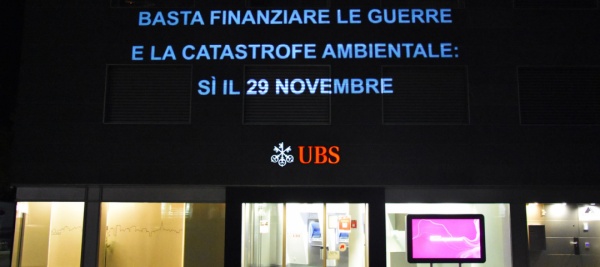 BASTA FINANZIARE LE GUERRE
E LA CATASTROFE AMBIENTALE:
SÌ IL 29 NOVEMBRE
UBS